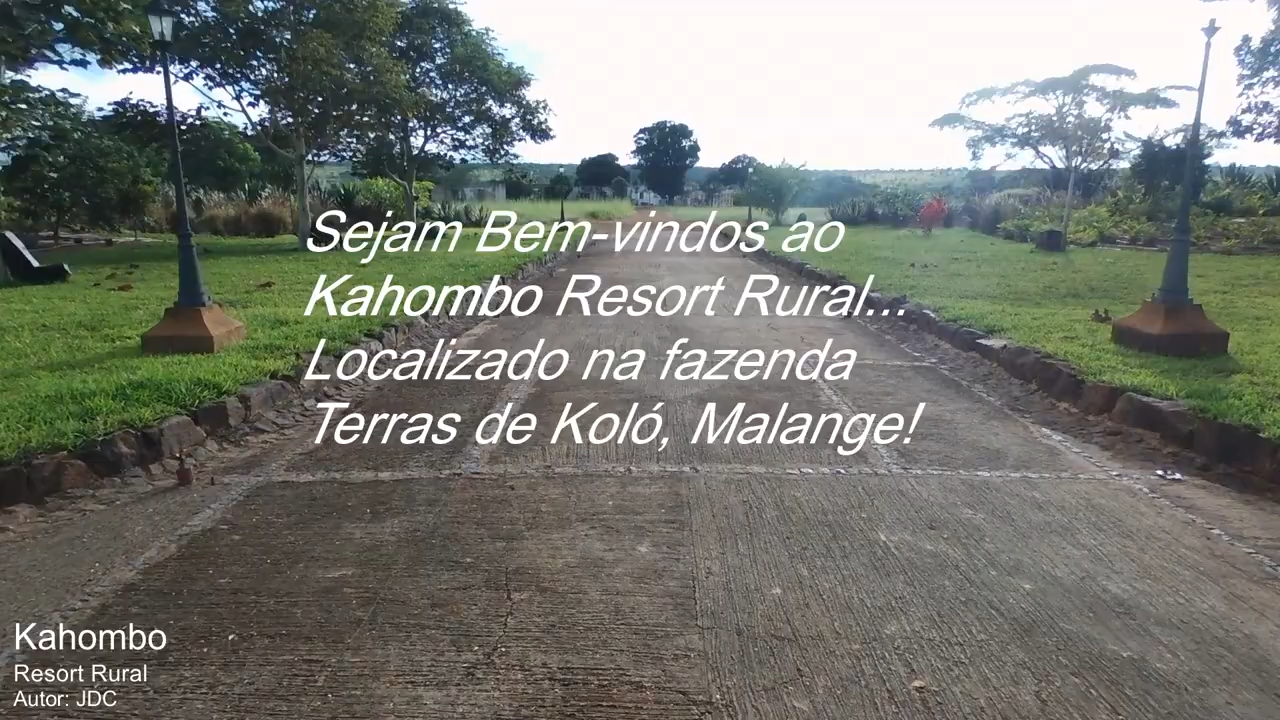 Sejam Bem-vindos ao
Kahombo Resort Rural...
Localizado na fazenda
Terras de Koló, Malange!
Kahombo
Resort Rural
Autor: JDC